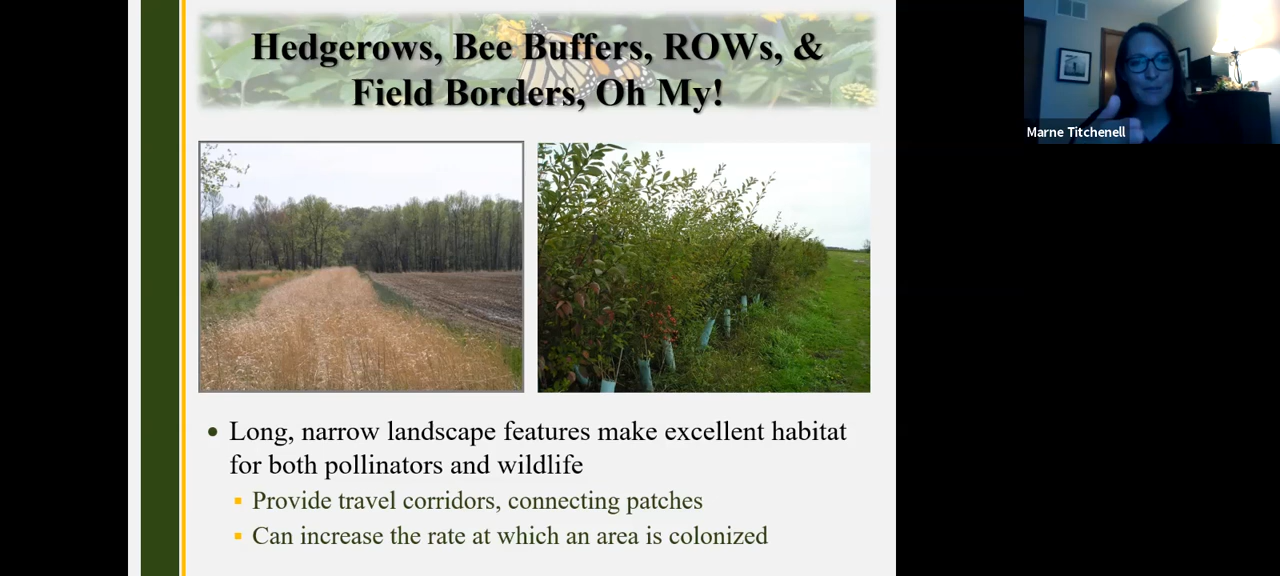 Hedgerows, Bee Buffers, ROWs, &
Field Borders, Oh My!
Marne Titchenell
• Long, narrow landscape features make excellent habitat
for both pollinators and wildlife
▪ Provide travel corridors, connecting patches
▪ Can increase the rate at which an area is colonized